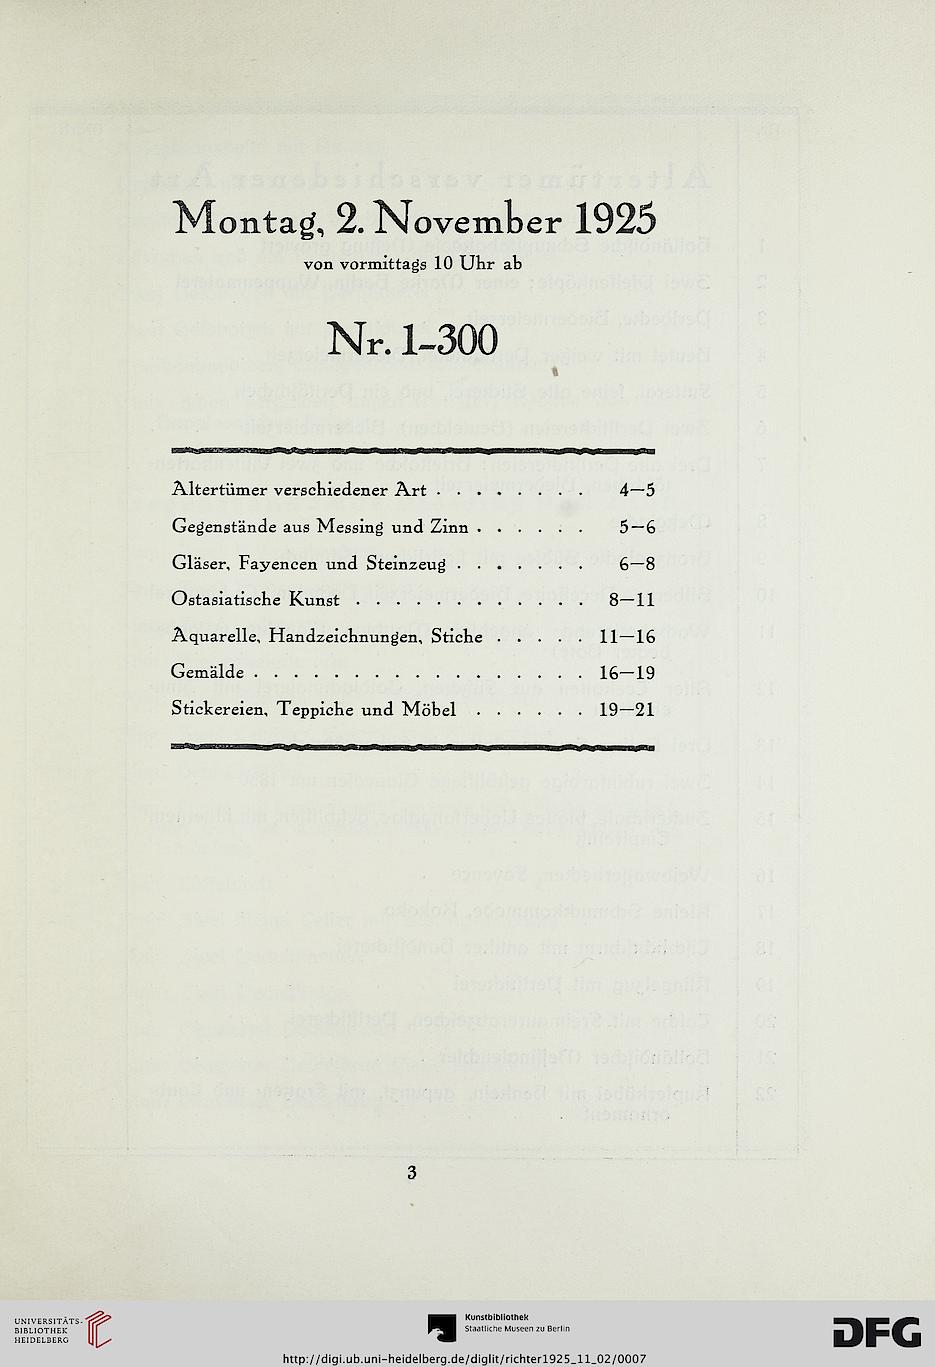 Montag, 2. November 1925
von vormittags 10 Uhr ab
Nr. 1-300
Altertümer verschiedener Art . . . . . . . . 4—5
Gegenstände aus Messing und Zinn . . . . . . 5—6
Gläser, Fayencen und Steinzeug . . . . . . . 6—8
Ostasiatische Kunst . . . . . . . . . . . . 8—11
Aquarelle, Handzeichnungen, Stiche . . . . . 11—16
Gemälde . . . . . . . . . . . . . . . . . 16—19
Stickereien, Teppiche und Möbel . . . . . . 19—21
3
UNIVERSITÄTS-
BIBLIOTHEK
HEIDELBERG
Kunstbibliothek
Staatliche Museen zu Berlin
DFG
http://digi.ub.uni-heidelberg.de/diglit/richter1925_11_02/0007